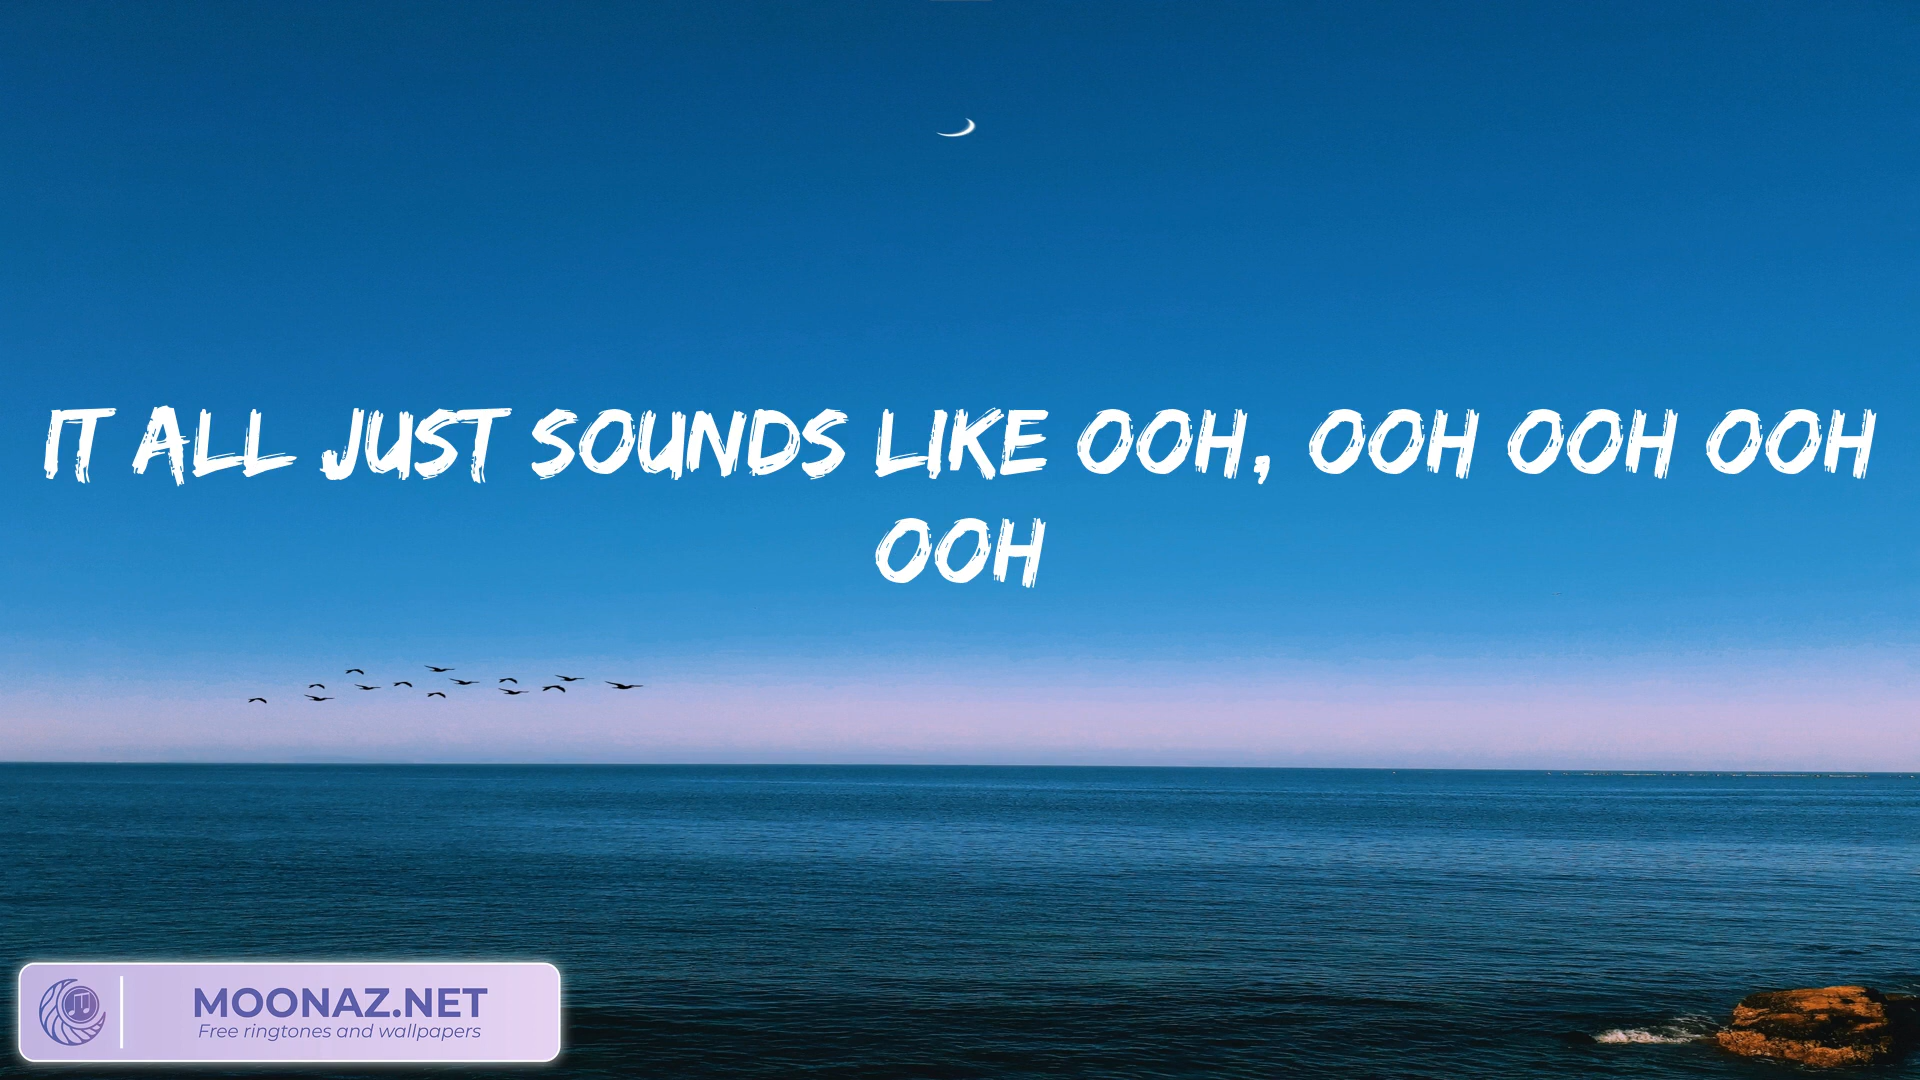 IT ALL JUST SOUNDS LIKE OOH, OOH OOH OOH
OOH
MOONAZ.NET
Free ringtones and wallpapers